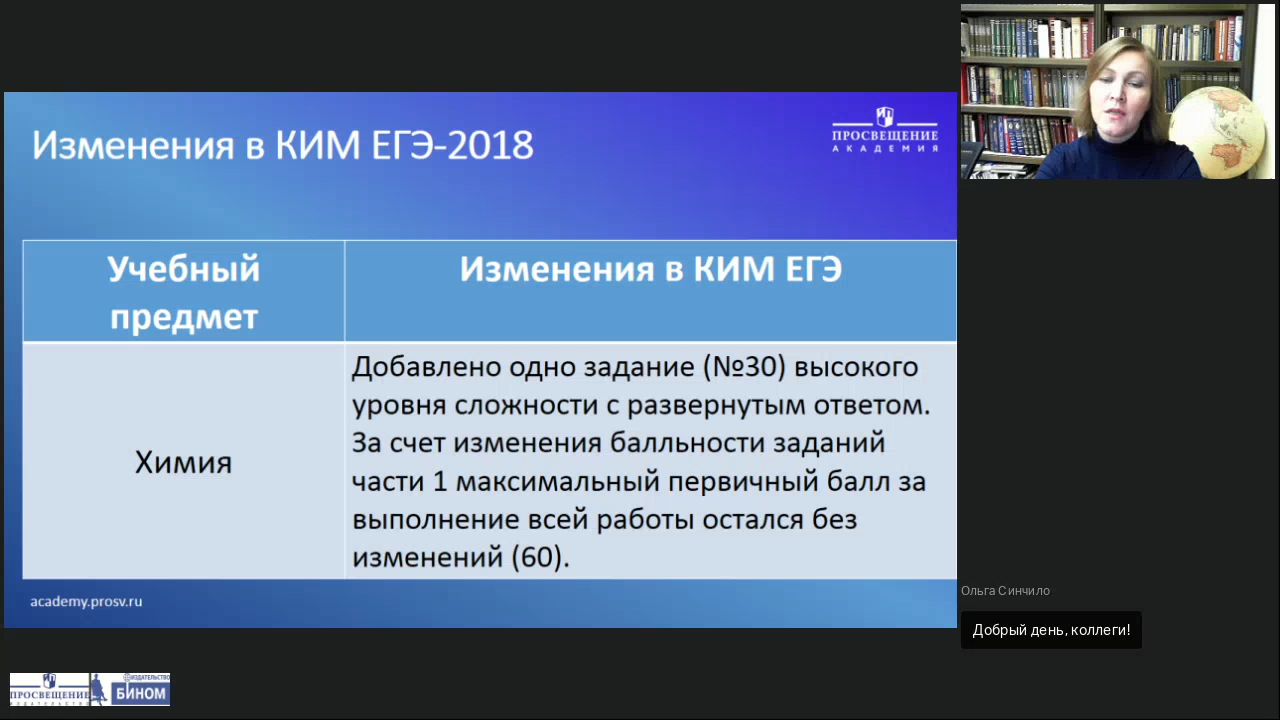 Изменения в КИМ ЕГЭ-2018
ПРОСВЕЩЕНИЕ
АКАДЕМИЯ
Учебный
предмет
Изменения в КИМ ЕГЭ
Химия
Добавлено одно задание (№30) высокого
уровня сложности с развернутым ответом.
За счет изменения балльности заданий
части 1 максимальный первичный балл за
выполнение всей работы остался без
изменений (60).
academy.prosv.ru
Ольга Синчило
Добрый день, коллеги!
ПРОСВЕЩЕНИЕ
ИЗДАТЕЛЬСТВО
ИЗДАТЕЛЬСТВО
БИНОМ